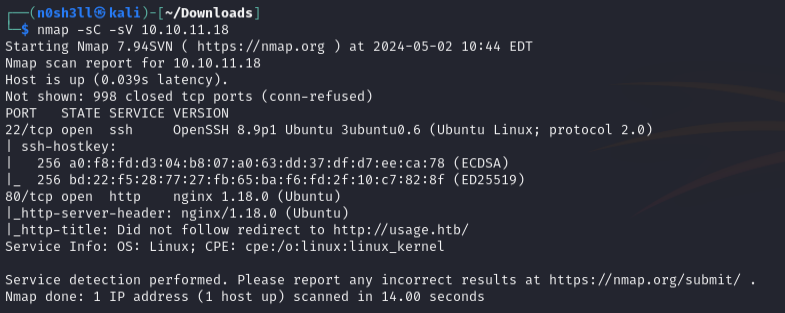 ┌──(n0sh3ll㉿kali)-[~/Downloads]
└─$ nmap -sC -sV 10.10.11.18
Starting Nmap 7.94SVN ( https://nmap.org ) at 2024-05-02 10:44 EDT
Nmap scan report for 10.10.11.18
Host is up (0.039s latency).
Not shown: 998 closed tcp ports (conn-refused)
PORT   STATE SERVICE VERSION
22/tcp open  ssh     OpenSSH 8.9p1 Ubuntu 3ubuntu0.6 (Ubuntu Linux; protocol 2.0)
| ssh-hostkey:
|   256 a0:f8:fd:d3:04:b8:07:a0:63:dd:37:df:d7:ee:ca:78 (ECDSA)
|_  256 bd:22:f5:28:77:27:fb:65:ba:f6:fd:2f:10:c7:82:8f (ED25519)
80/tcp open  http    nginx 1.18.0 (Ubuntu)
|_http-server-header: nginx/1.18.0 (Ubuntu)
|_http-title: Did not follow redirect to http://usage.htb/
Service Info: OS: Linux; CPE: cpe:/o:linux:linux_kernel

Service detection performed. Please report any incorrect results at https://nmap.org/submit/ .
Nmap done: 1 IP address (1 host up) scanned in 14.00 seconds